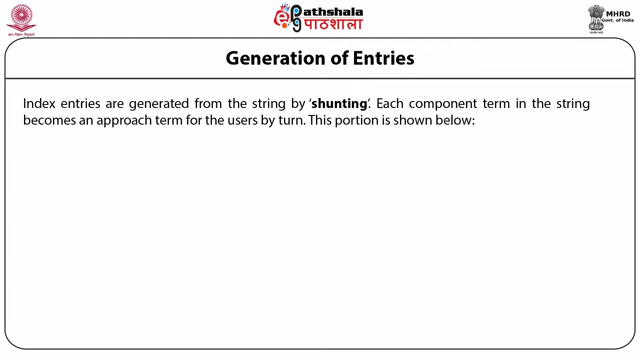 ePathshala
पाठशाला
MHRD
Govt. of India
Generation of Entries
Index entries are generated from the string by ‘shunting’. Each component term in the string
becomes an approach term for the users by turn. This portion is shown below: